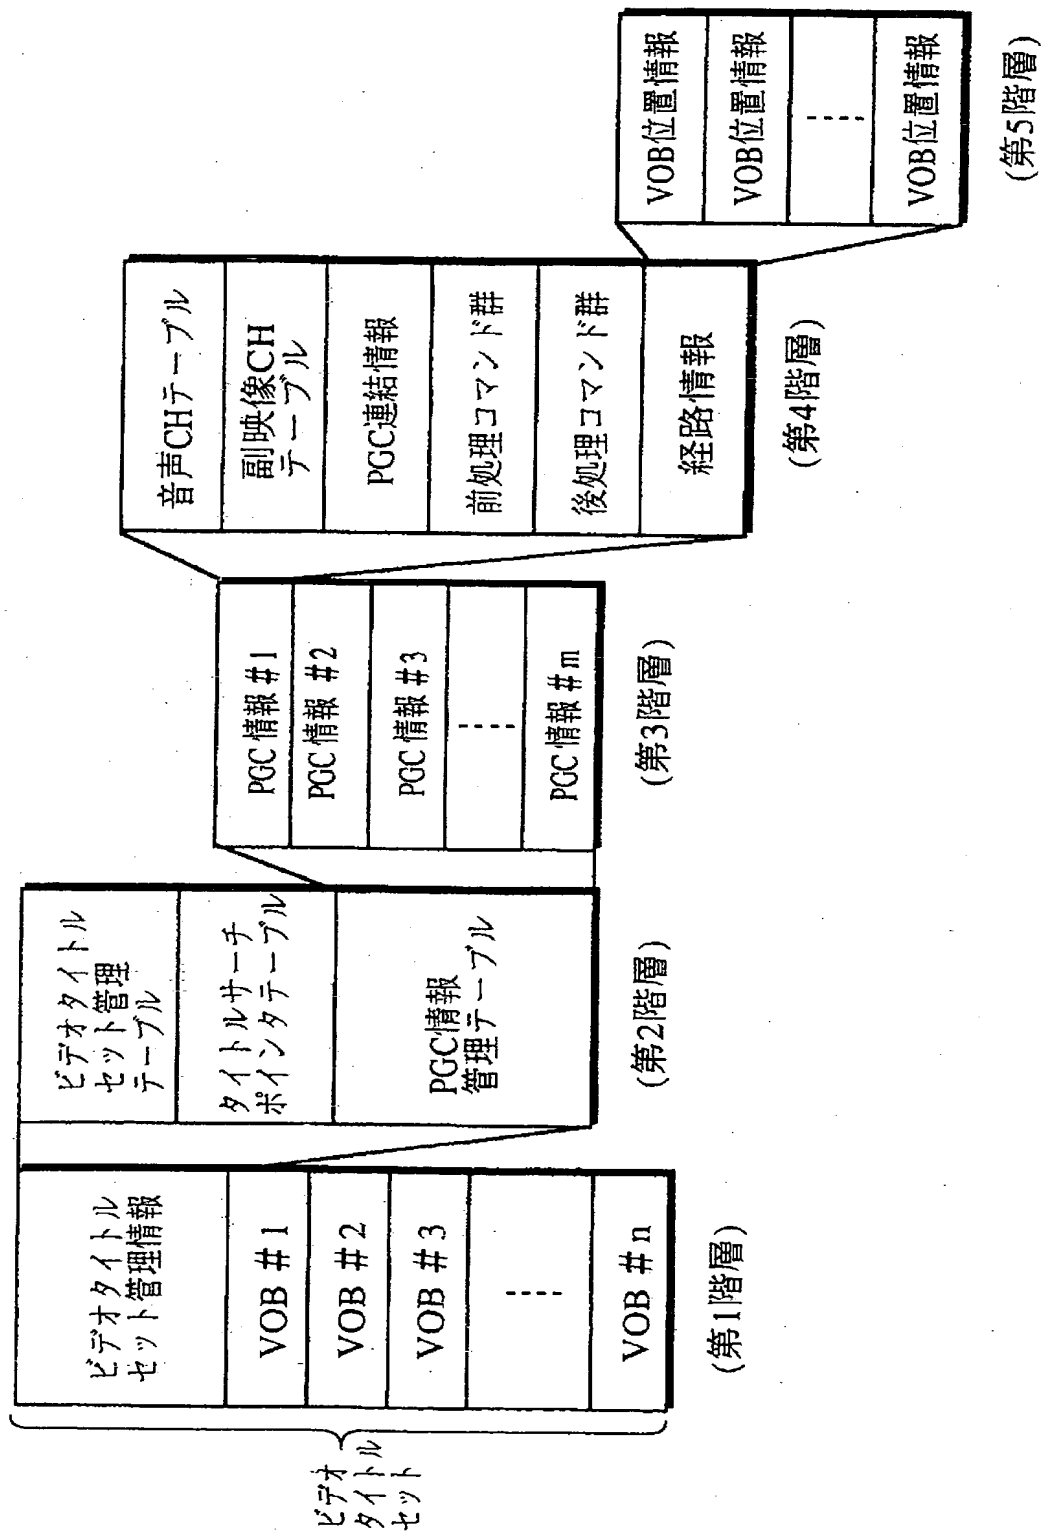 ビデオ
タイトル
セット
ビデオタイトル
セット管理情報
VOB #1
VOB #2
VOB #3
VOB #n
(第1階層)
ビデオタイトル
セット管理
テーブル
タイトルサーチ
ポインタテーブル
PGC情報
管理テーブル
(第2階層)
PGC情報 #1
PGC情報 #2
PGC情報 #3
PGC情報 #m
(第3階層)
音声CHテーブル
副映像CH
テーブル
PGC連結情報
前処理コマンド群
後処理コマンド群
経路情報
(第4階層)
VOB位置情報
VOB位置情報
VOB位置情報
(第5階層)